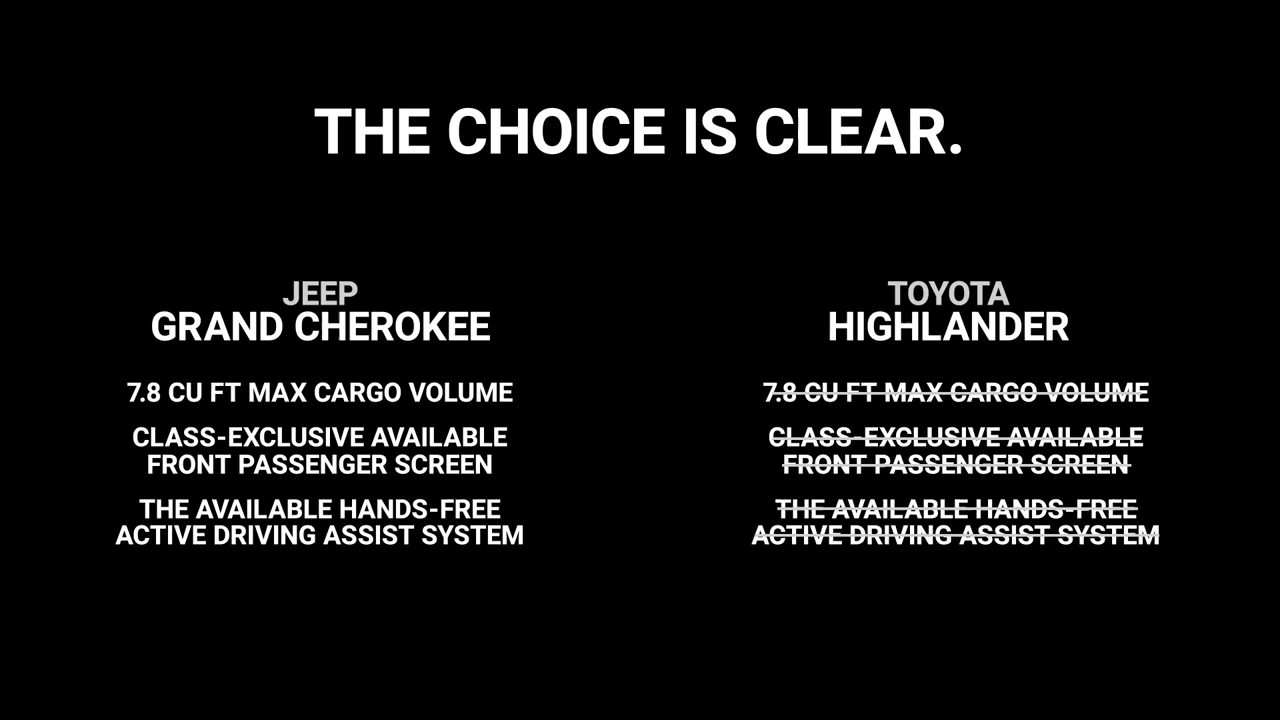 THE CHOICE IS CLEAR.
JEEP
GRAND CHEROKEE
7.8 CU FT MAX CARGO VOLUME
CLASS-EXCLUSIVE AVAILABLE
FRONT PASSENGER SCREEN
THE AVAILABLE HANDS-FREE
ACTIVE DRIVING ASSIST SYSTEM
TOYOTA
HIGHLANDER
7.8 CU FT MAX CARGO VOLUME
CLASS-EXCLUSIVE AVAILABLE
FRONT PASSENGER SCREEN
THE AVAILABLE HANDS-FREE
ACTIVE DRIVING ASSIST SYSTEM